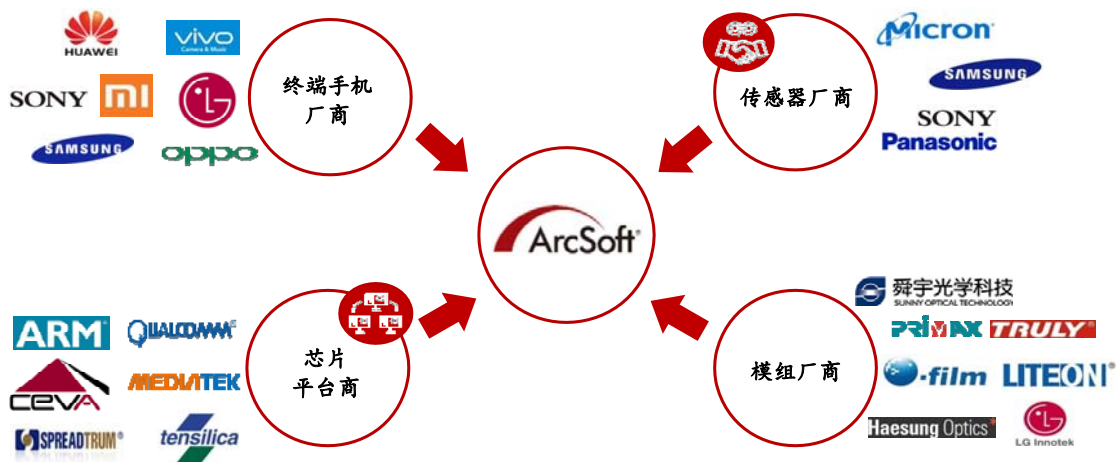 HUAWEI
vivo
Camera & Music
SONY
mi
LG
SAMSUNG
oppo
终端手机
厂商
传感器厂商
Micron
SAMSUNG
SONY
Panasonic
ArcSoft
ARM®
QUALCOMM®
CEVA
MEDIATEK
SPREADTRUM®
tensilica
芯片
平台商
模组厂商
舜宇光学科技
SUNNY OPTICAL TECHNOLOGY
PRIMAX
TRULY®
O-film
LITEON®
Haesung Optics
LG
LG Innotek